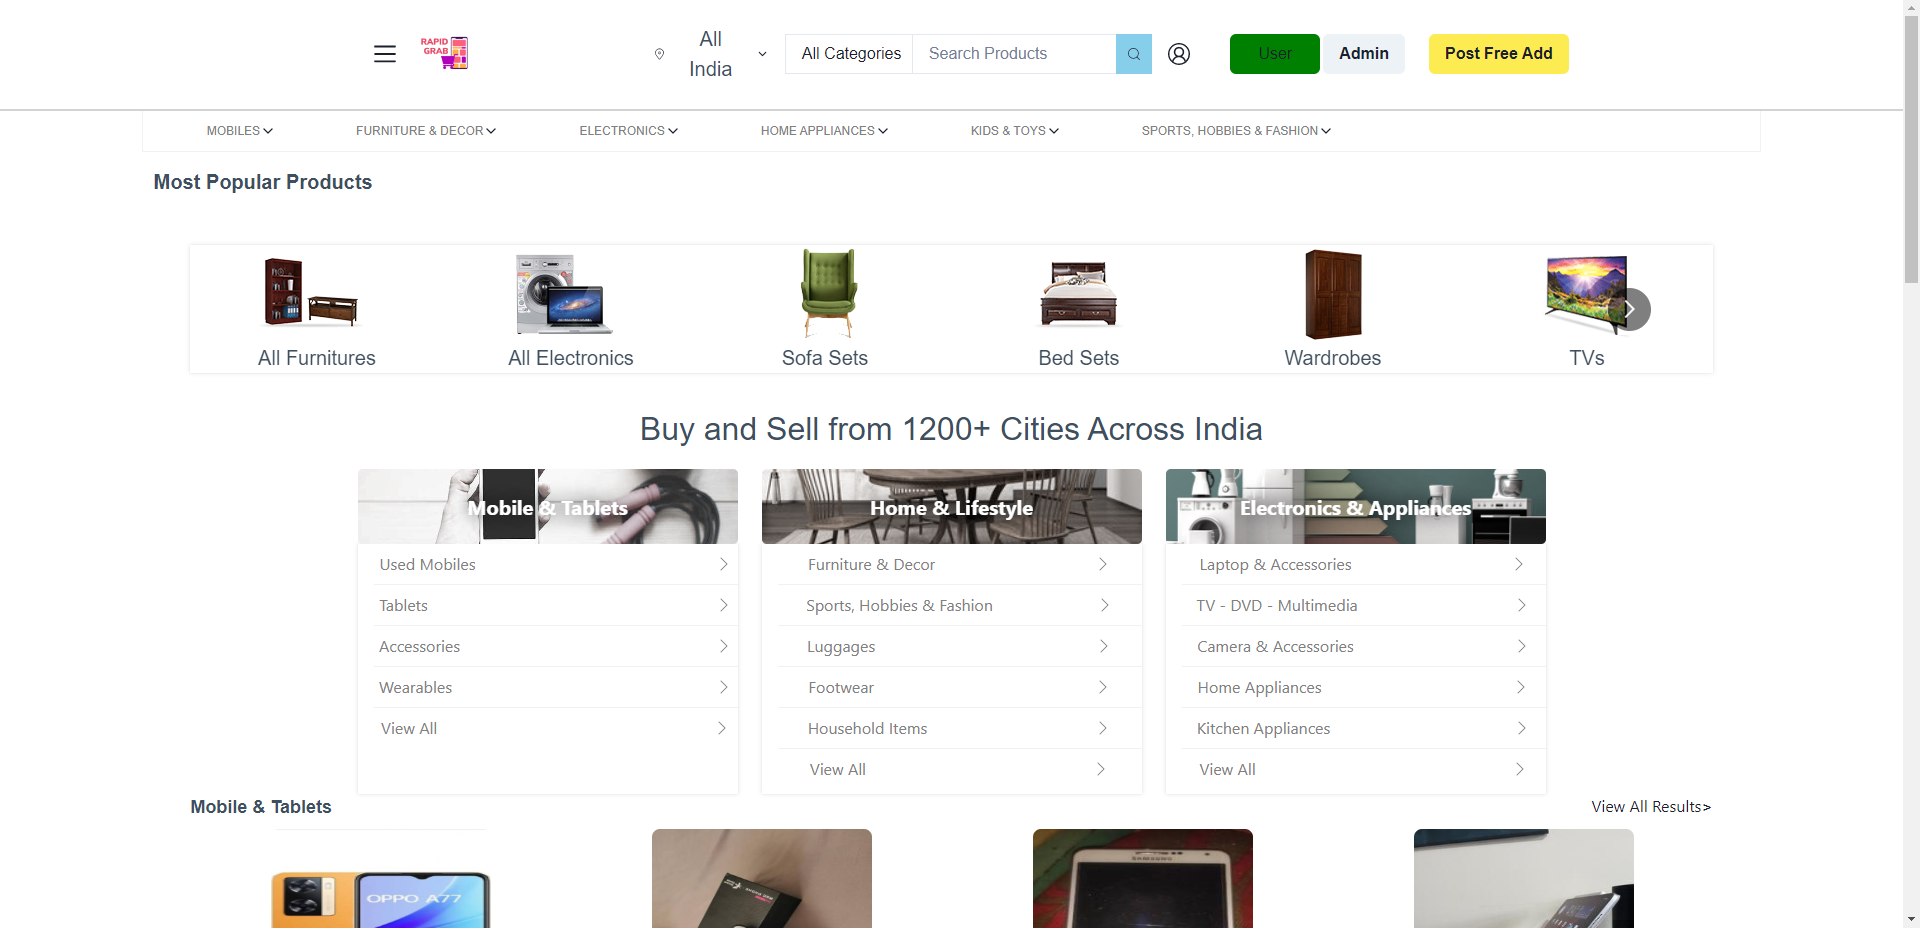 RAPID
GRAB
All
India
All Categories
Search Products
User
Admin
Post Free Add
MOBILES
FURNITURE & DECOR
ELECTRONICS
HOME APPLIANCES
KIDS & TOYS
SPORTS, HOBBIES & FASHION
Most Popular Products
All Furnitures
All Electronics
Sofa Sets
Bed Sets
Wardrobes
TVs
Buy and Sell from 1200+ Cities Across India
Mobile & Tablets
Used Mobiles
Tablets
Accessories
Wearables
View All
Home & Lifestyle
Furniture & Decor
Sports, Hobbies & Fashion
Luggages
Footwear
Household Items
View All
Electronics & Appliances
Laptop & Accessories
TV - DVD - Multimedia
Camera & Accessories
Home Appliances
Kitchen Appliances
View All
Mobile & Tablets
View All Results>
OPPO A77
SAMSUNG